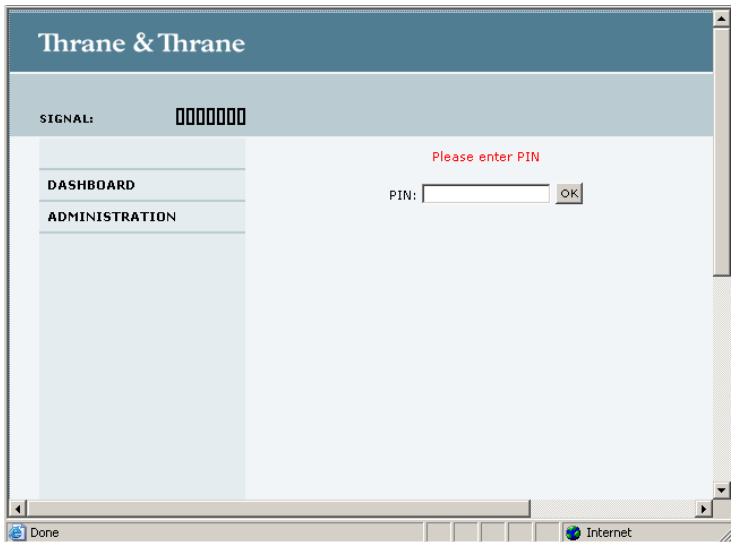 Thrane & Thrane
SIGNAL:
Please enter PIN
PIN: OK
DASHBOARD
ADMINISTRATION
Done
Internet